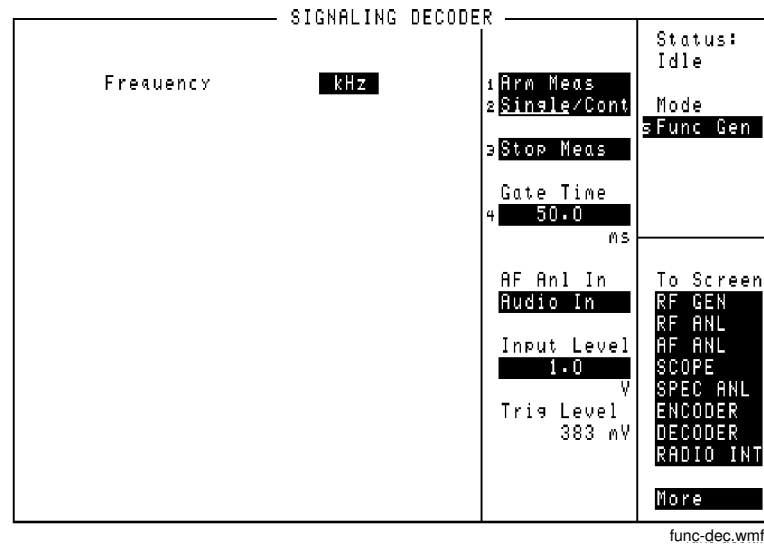 SIGNALING DECODER
Frequency kHz
1 Arm Meas
2 Single/Cont
3 Stop Meas
Gate Time
4 50.0
ms
AF Anl In
Audio In
Input Level
1.0
V
Trig Level
383 mV
Status:
Idle
Mode
5 Func Gen
To Screen
RF GEN
RF ANL
AF ANL
SCOPE
SPEC ANL
ENCODER
DECODER
RADIO INT
More
func-dec.wmf